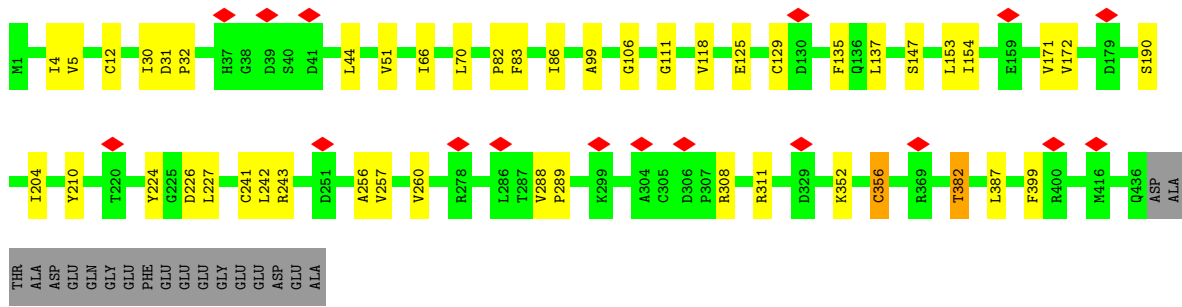 M1 I4 V5 C12 I30 D31 P32 H37 G38 D39 S40 D41 L44 V51 I66 L70 P82 F83 I86 A99 G106 G111 V118 E125 C129 D130 F135 Q136 L137 S147 L153 I154 E159 V171 V172 D179 S190
I204 Y210 T220 Y224 G225 D226 L227 C241 L242 R243 D251 A256 V257 V260 R278 L286 T287 V288 P289 K299 A304 C305 D306 P307 R308 R311 D329 K352 C356 R369 T382 L387 F399 R400 M416 Q436 ASP ALA
THR ALA ASP GLU GLN GLY GLU GLU PHE GLU GLU GLU GLY GLU GLU GLU ASP GLU ALA